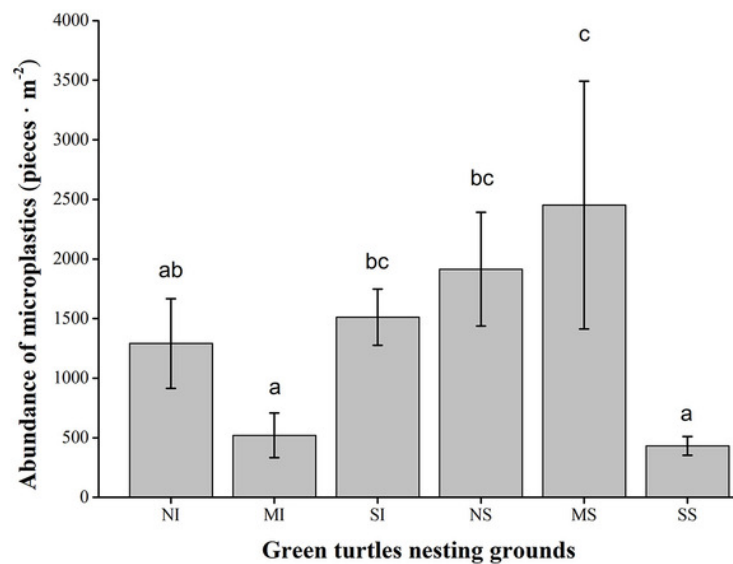 Abundance of microplastics (pieces · m⁻²)
4000
3500
3000
2500
2000
1500
1000
500
0
ab
a
bc
bc
c
a
NI MI SI NS MS SS
Green turtles nesting grounds